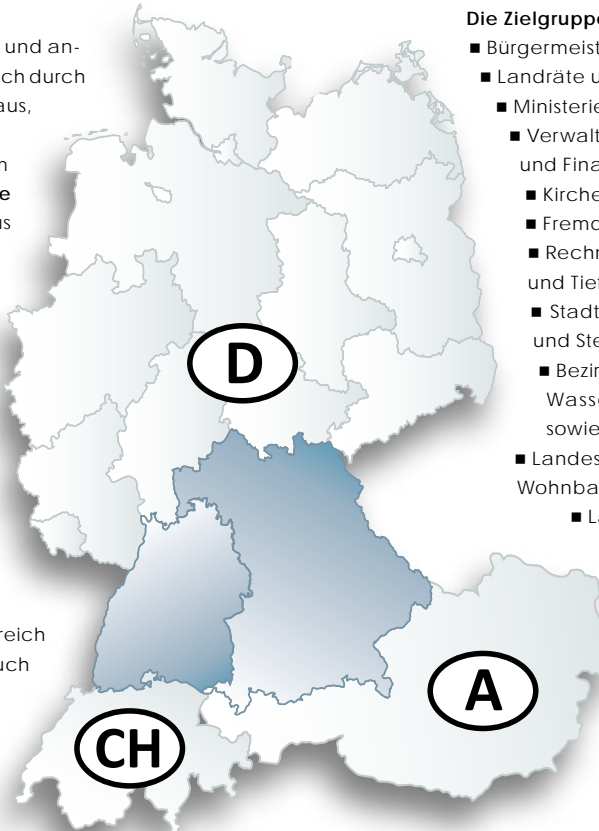 und an-
ch durch
aus,
e
us
reich
uch
Die Zielgruppe
■ Bürgermeist
■ Landräte u
■ Ministerie
■ Verwalt
und Fina
■ Kirche
■ Fremd
■ Rechn
und Tief
■ Stadt
und Ste
■ Bezir
Wasse
sowie
■ Landes
Wohnba
■ La
D
A
CH